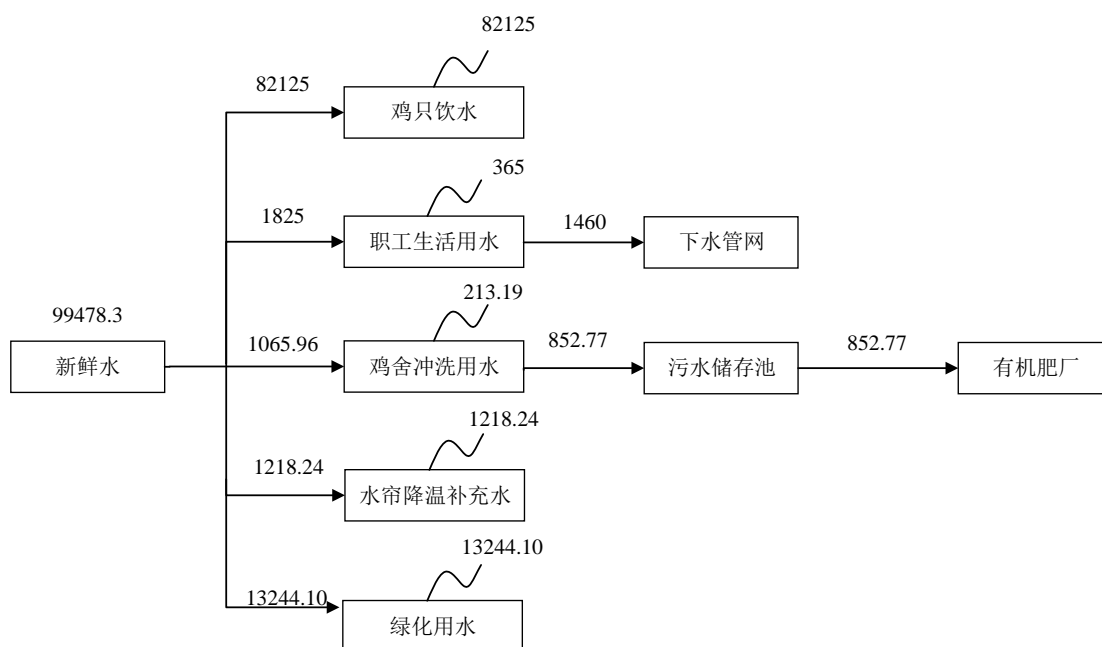 82125
82125
鸡只饮水
365
1825
职工生活用水
1460
下水管网
213.19
99478.3
1065.96
852.77
852.77
新鲜水
鸡舍冲洗用水
污水储存池
有机肥厂
1218.24
1218.24
水帘降温补充水
13244.10
13244.10
绿化用水